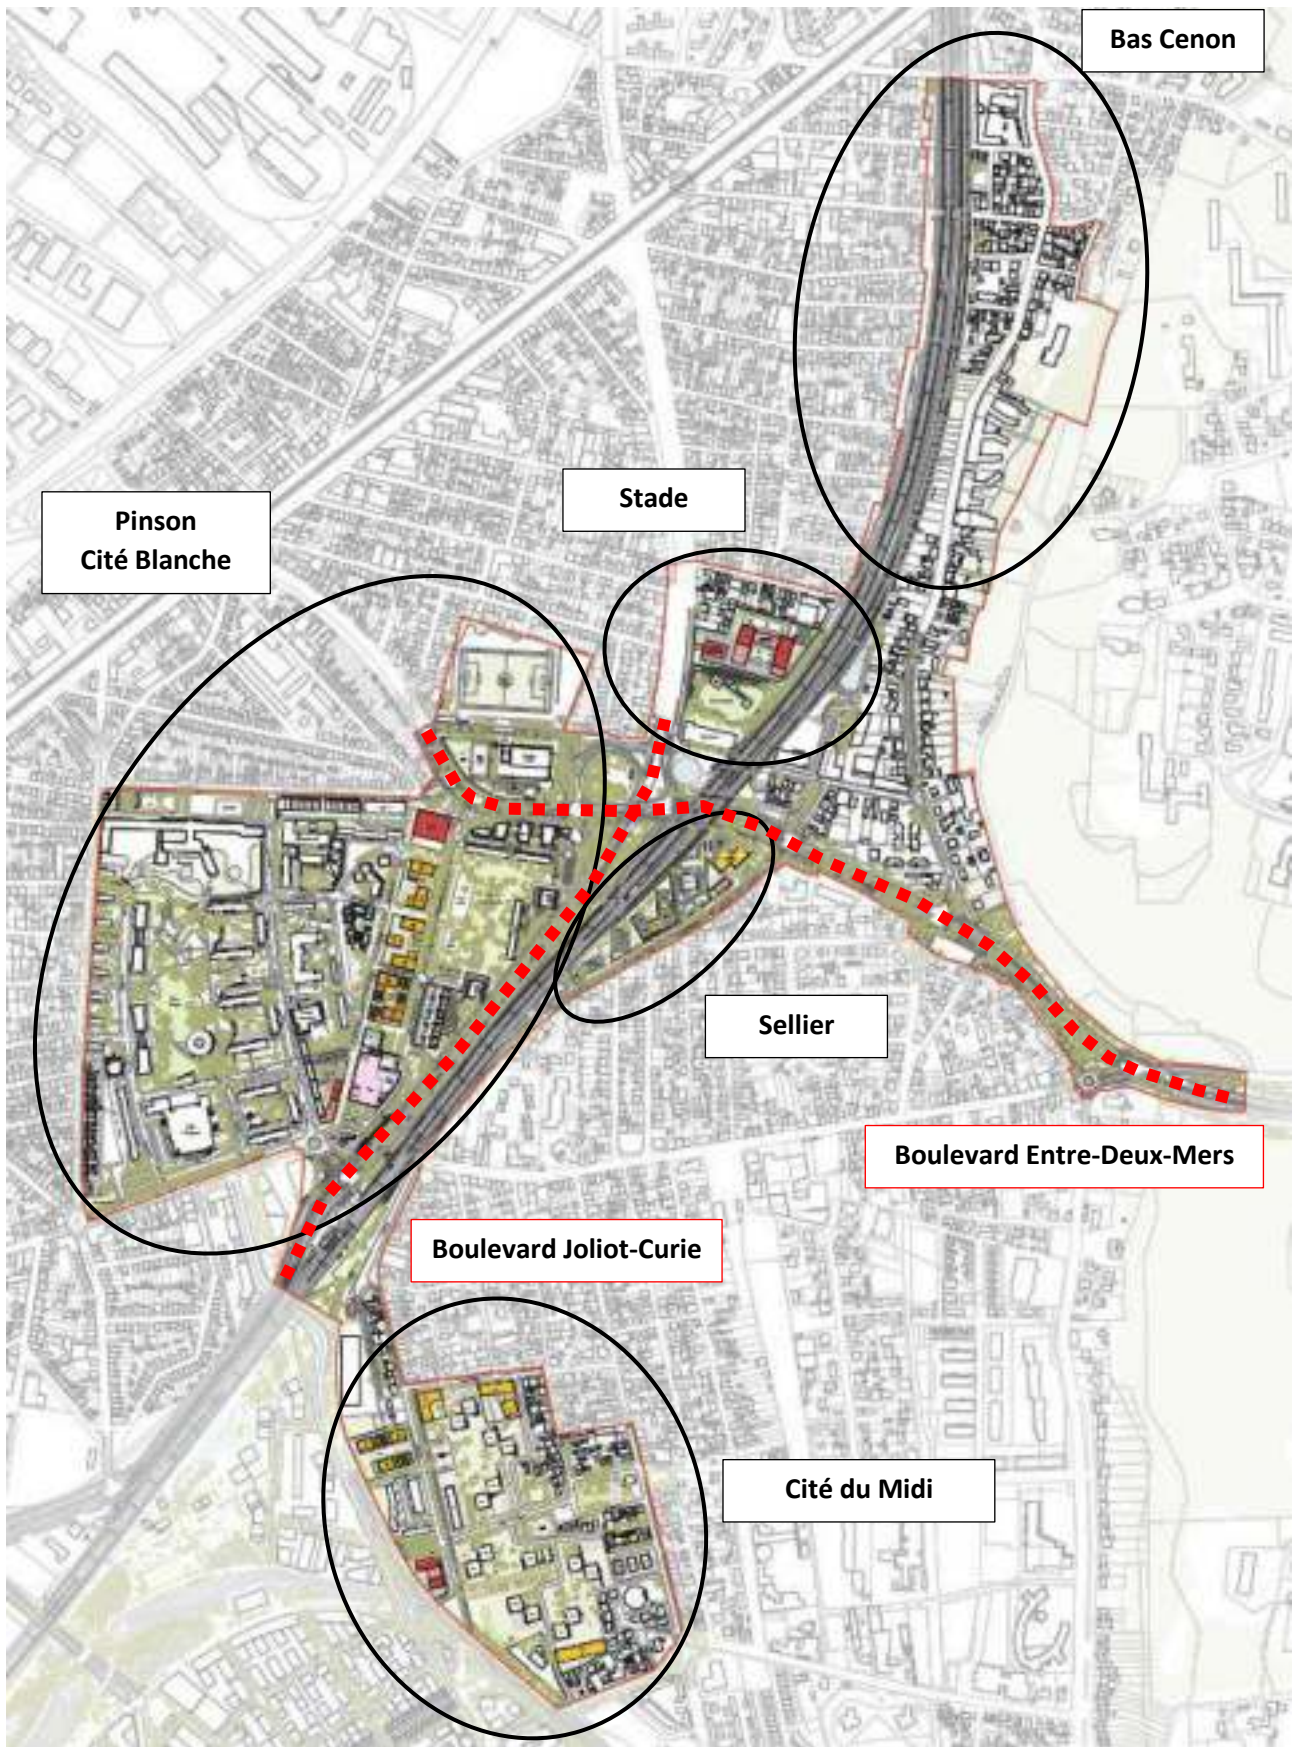 Bas Cenon
Stade
Pinson
Cité Blanche
Sellier
Boulevard Entre-Deux-Mers
Boulevard Joliot-Curie
Cité du Midi